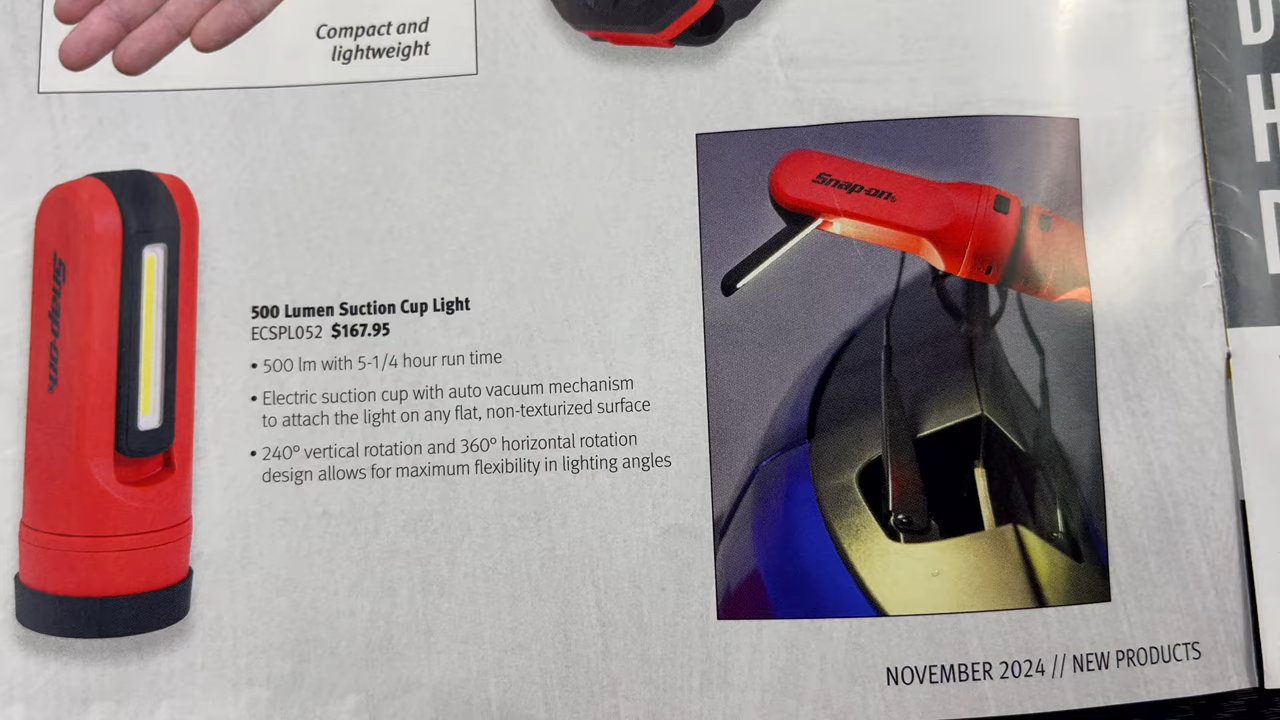 Compact and
lightweight
Snap-on
Snap-on
500 Lumen Suction Cup Light
ECSPL052 $167.95
• 500 lm with 5-1/4 hour run time
• Electric suction cup with auto vacuum mechanism
to attach the light on any flat, non-texturized surface
• 240° vertical rotation and 360° horizontal rotation
design allows for maximum flexibility in lighting angles
NOVEMBER 2024 // NEW PRODUCTS
H